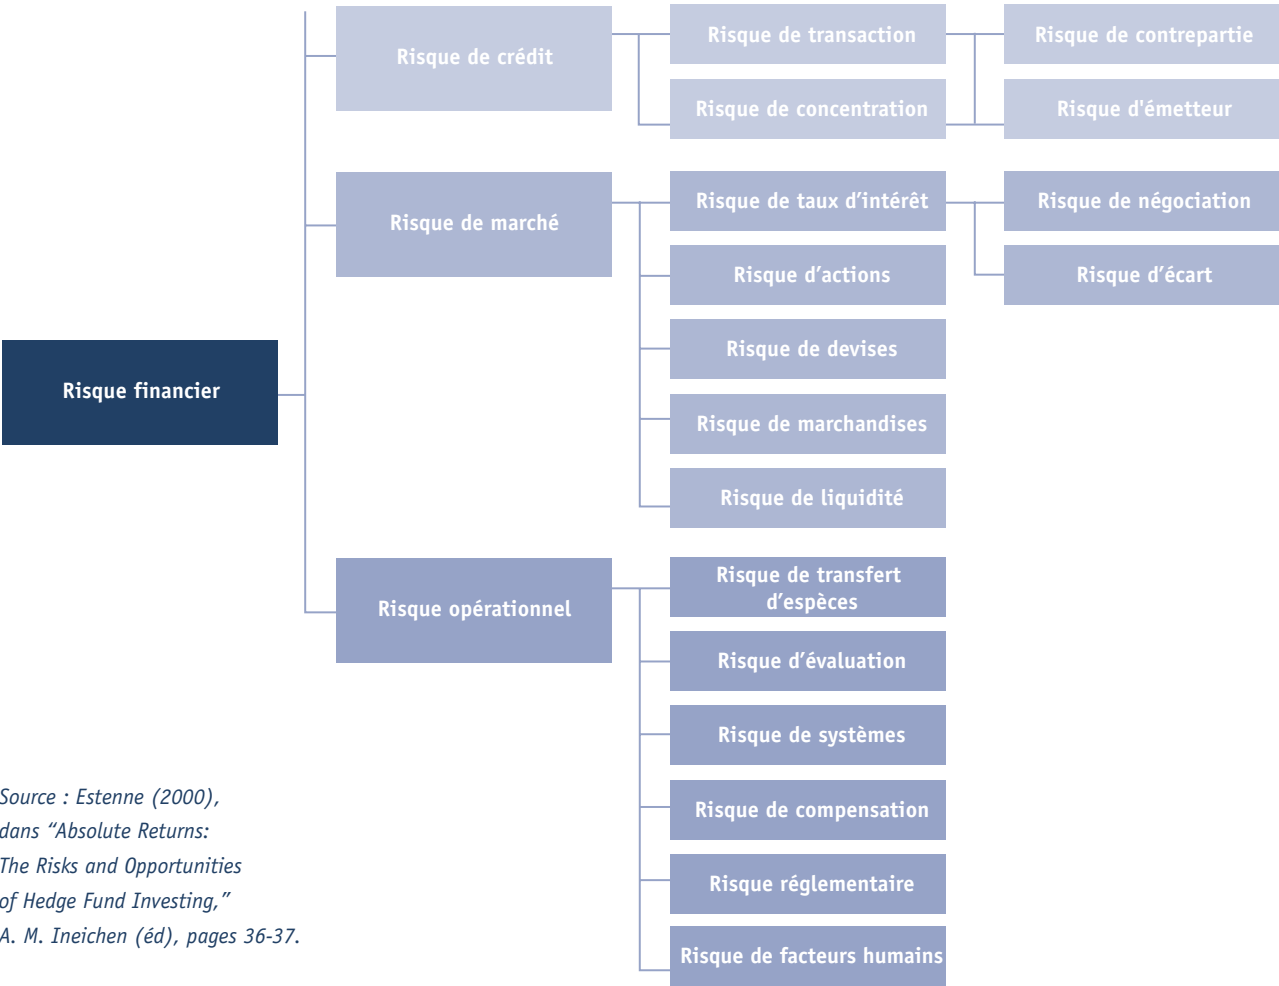 Risque de crédit
Risque de transaction
Risque de contrepartie
Risque de concentration
Risque d'émetteur
Risque de marché
Risque de taux d’intérêt
Risque de négociation
Risque d’actions
Risque d’écart
Risque de devises
Risque financier
Risque de marchandises
Risque de liquidité
Risque opérationnel
Risque de transfert
d’espèces
Risque d’évaluation
Risque de systèmes
Risque de compensation
Risque réglementaire
Risque de facteurs humains
Source : Estenne (2000),
dans “Absolute Returns:
The Risks and Opportunities
of Hedge Fund Investing,”
A. M. Ineichen (éd), pages 36-37.